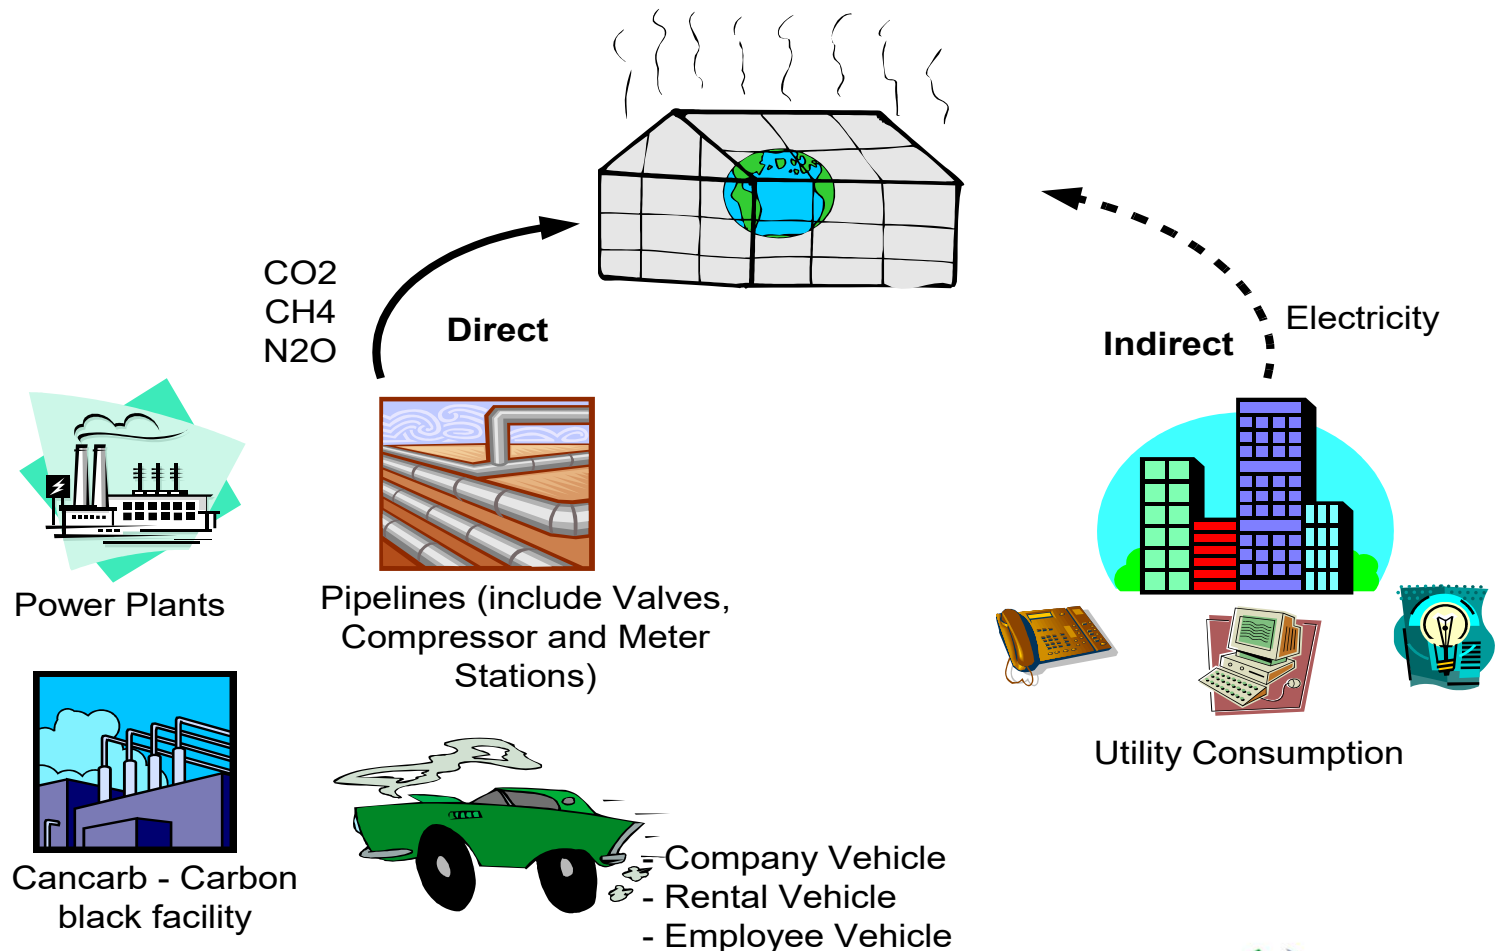 CO2
CH4
N2O
Direct
Indirect
Electricity
Power Plants
Pipelines (include Valves,
Compressor and Meter
Stations)
Utility Consumption
Cancarb - Carbon
black facility
- Company Vehicle
- Rental Vehicle
- Employee Vehicle